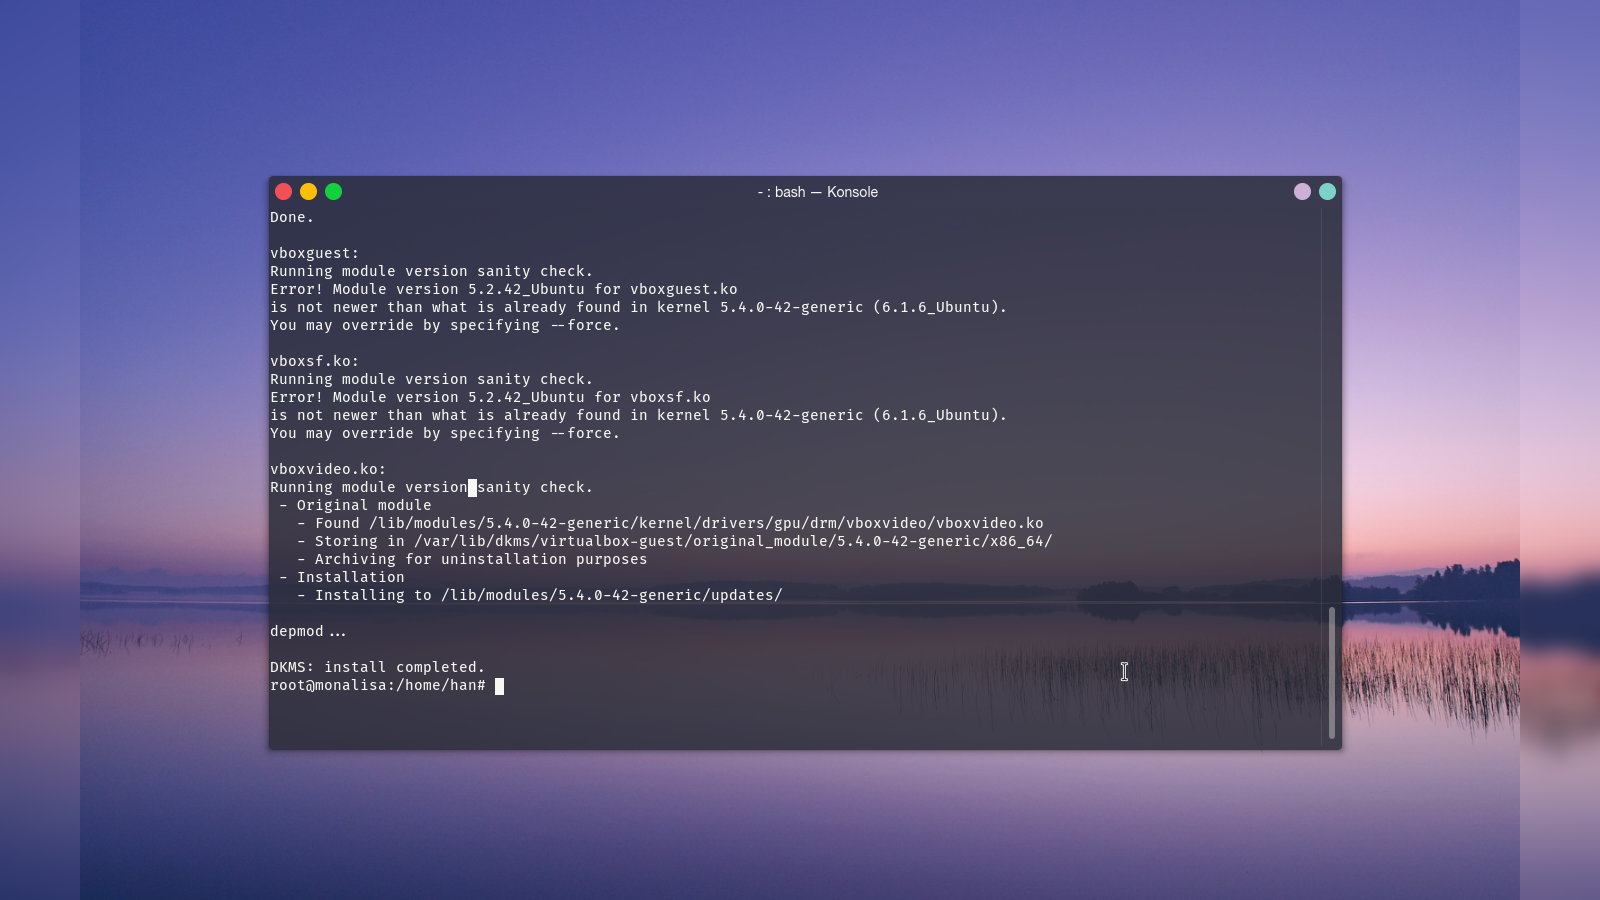 - : bash — Konsole
Done.
vboxguest:
Running module version sanity check.
Error! Module version 5.2.42_Ubuntu for vboxguest.ko
is not newer than what is already found in kernel 5.4.0-42-generic (6.1.6_Ubuntu).
You may override by specifying --force.
vboxsf.ko:
Running module version sanity check.
Error! Module version 5.2.42_Ubuntu for vboxsf.ko
is not newer than what is already found in kernel 5.4.0-42-generic (6.1.6_Ubuntu).
You may override by specifying --force.
vboxvideo.ko:
Running module version sanity check.
- Original module
- Found /lib/modules/5.4.0-42-generic/kernel/drivers/gpu/drm/vboxvideo/vboxvideo.ko
- Storing in /var/lib/dkms/virtualbox-guest/original_module/5.4.0-42-generic/x86_64/
- Archiving for uninstallation purposes
- Installation
- Installing to /lib/modules/5.4.0-42-generic/updates/
depmod...
DKMS: install completed.
root@monalisa:/home/han#